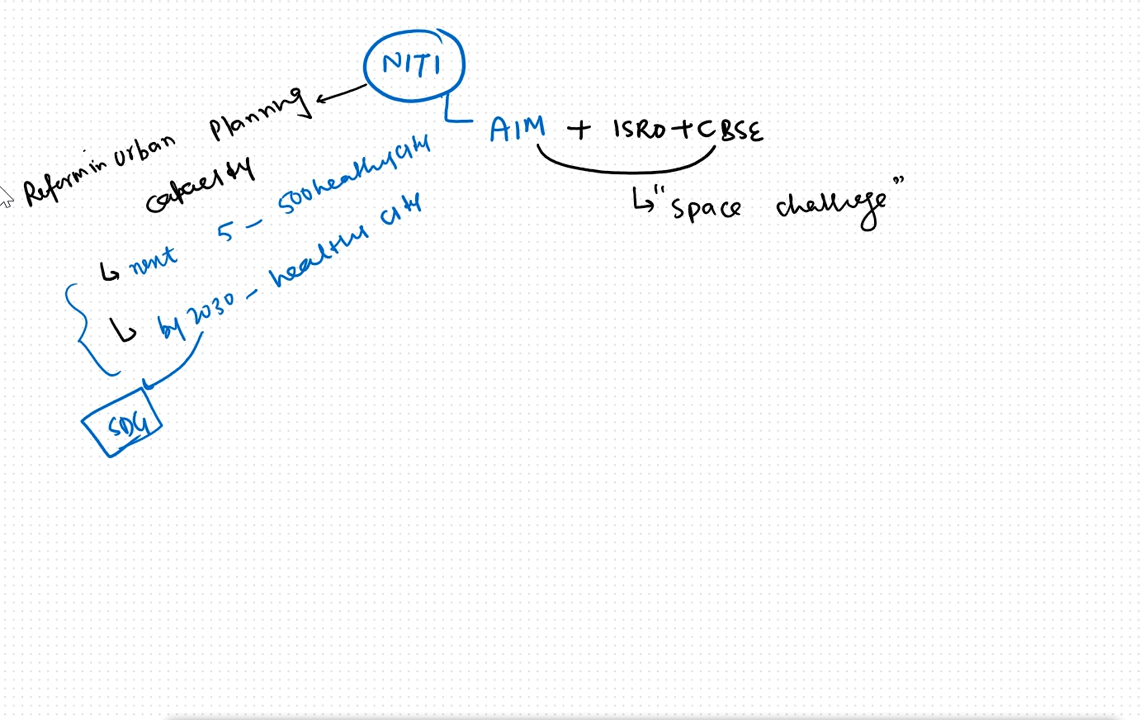 NITI
AIM + ISRO + CBSE
"Space challenge"
Reform in Urban Planning
Capacity
next 5 - 500 healthy city
by 2030 - healthy city
SDG